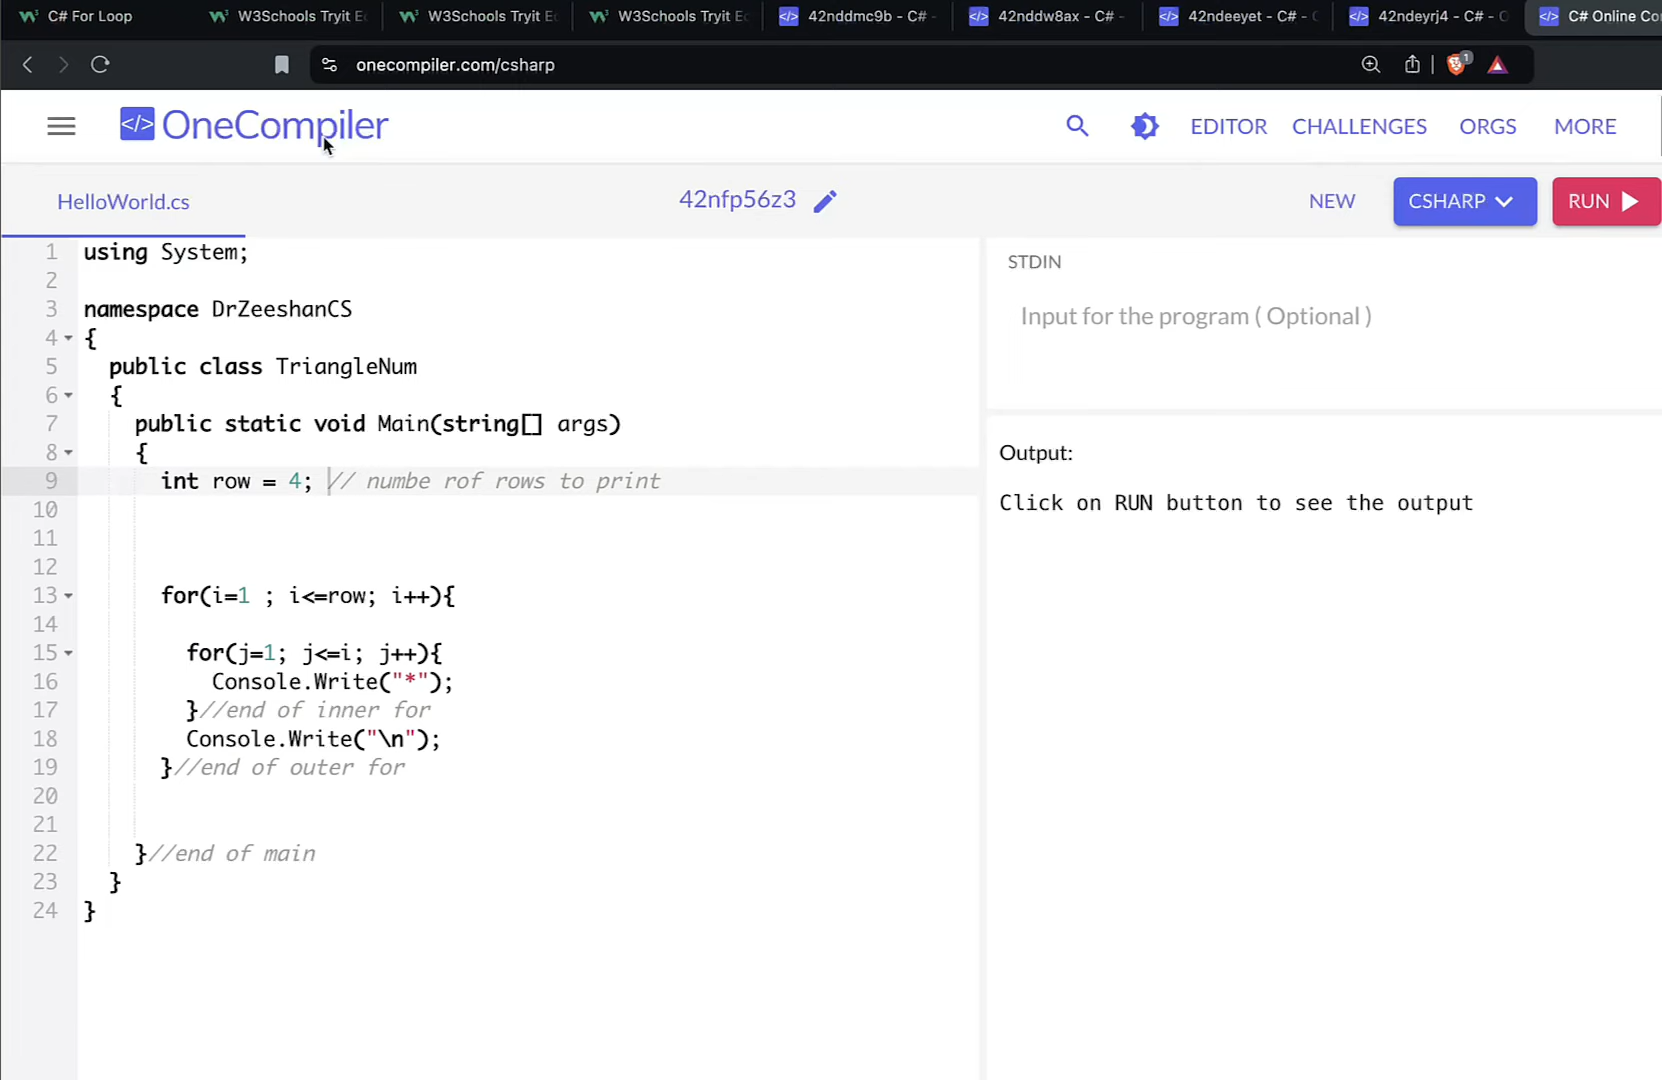 C# For Loop
W3Schools Tryit Ec
W3Schools Tryit Ec
W3Schools Tryit Ec
42nddmc9b - C# -
42nddw8ax - C# -
42ndeeyet - C# - C
42ndeyrj4 - C# - O
C# Online Co
onecompiler.com/csharp
1
</> OneCompiler
EDITOR
CHALLENGES
ORGS
MORE
HelloWorld.cs
42nfp56z3
NEW
CSHARP
RUN
1 using System;
2
3 namespace DrZeeshanCS
4 {
5 public class TriangleNum
6 {
7 public static void Main(string[] args)
8 {
9 int row = 4; // numbe rof rows to print
10
11
12
13 for(i=1 ; i<=row; i++){
14
15 for(j=1; j<=i; j++){
16 Console.Write("*");
17 }//end of inner for
18 Console.Write("\n");
19 }//end of outer for
20
21
22 }//end of main
23 }
24 }
STDIN
Input for the program ( Optional )
Output:
Click on RUN button to see the output